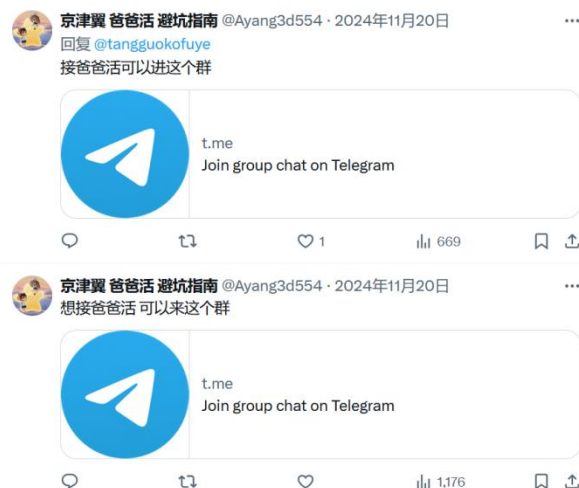 京津翼 爸爸活 避坑指南 @Ayang3d554 · 2024年11月20日
回复 @tangguokofuye
接爸爸活可以进这个群
t.me
Join group chat on Telegram
1
669
京津翼 爸爸活 避坑指南 @Ayang3d554 · 2024年11月20日
想接爸爸活 可以来这个群
t.me
Join group chat on Telegram
1,176